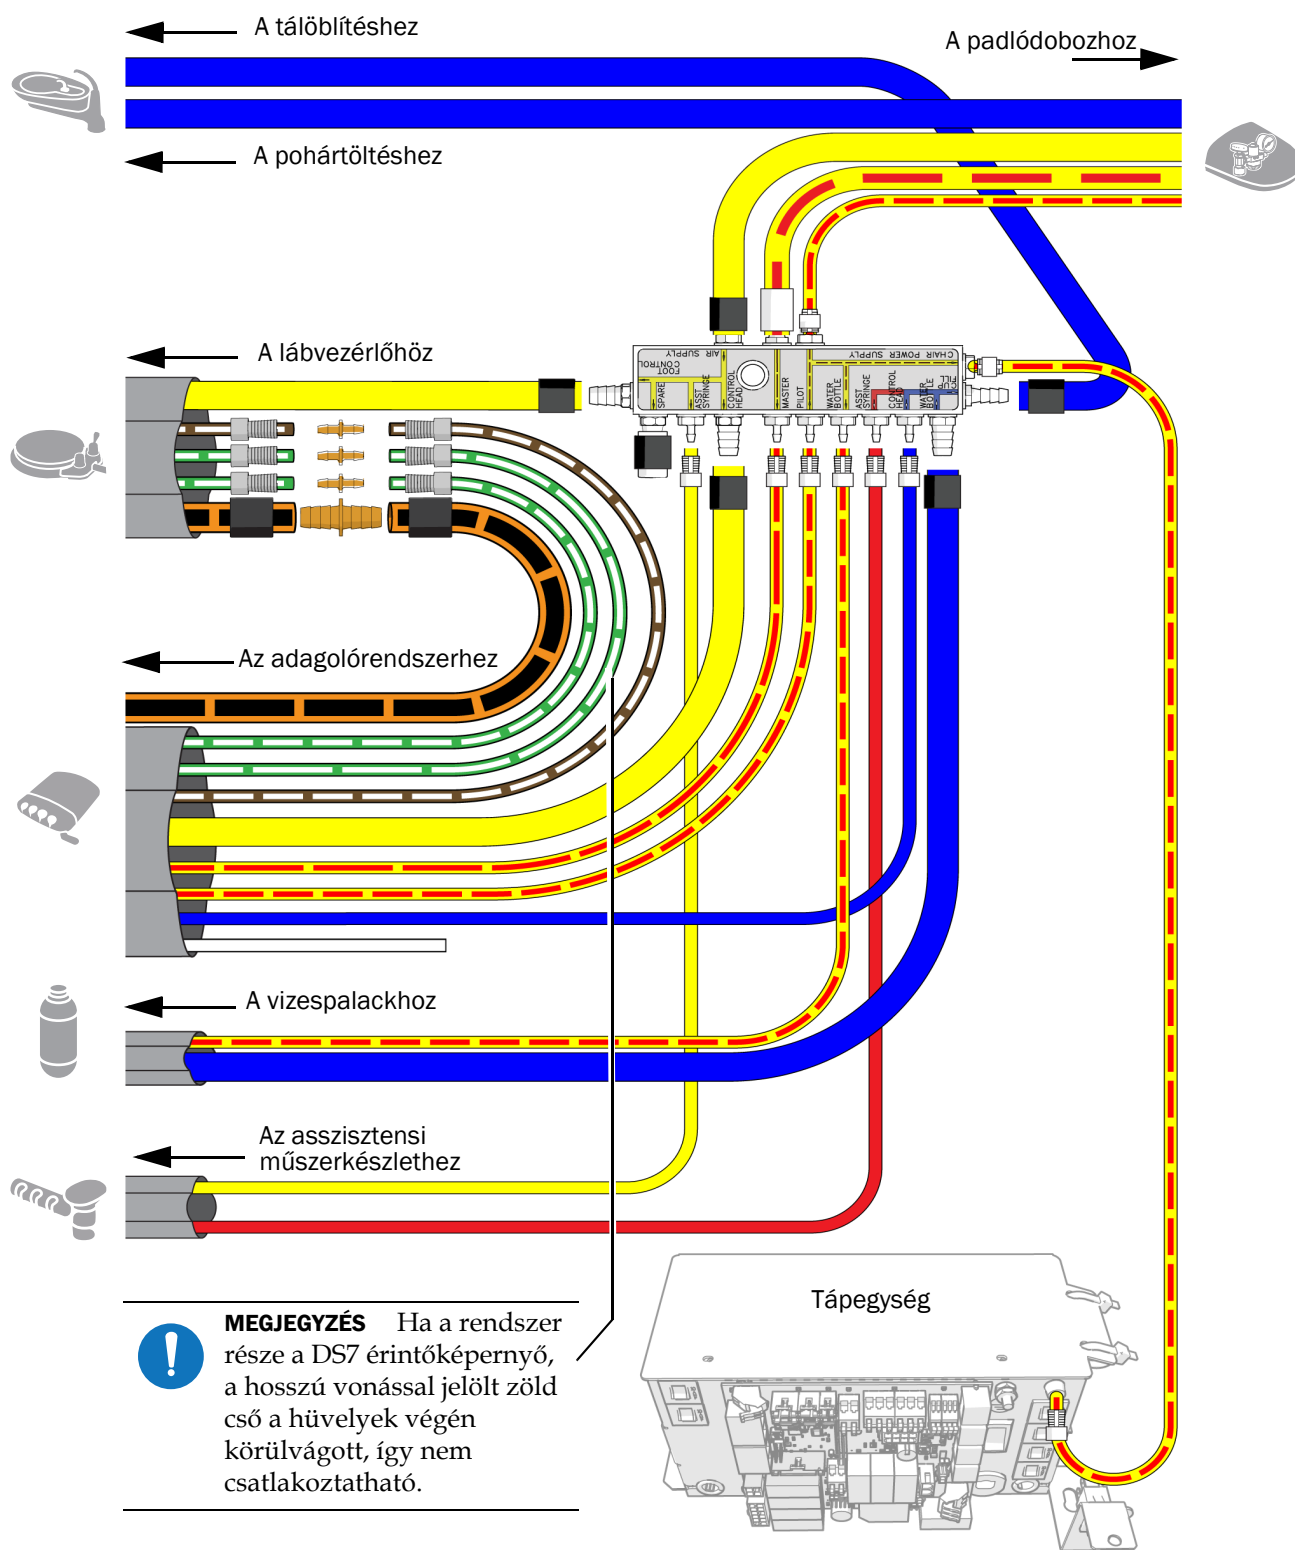 A tálöblítéshez
A padlódobozhoz
A pohártöltéshez
A lábvezérlőhöz
AIR SUPPLY
FOOT
CONTROL
CHAIR POWER SUPPLY
CUP
FILL
SPARE
ASST
SYRINGE
CONTROL
HEAD
MASTER
PILOT
WATER
BOTTLE
ASST
SYRINGE
CONTROL
HEAD
WATER
BOTTLE
Az adagolórendszerhez
A vizespalackhoz
Az asszisztensi
műszerkészlethez
Tápegység
MEGJEGYZÉS Ha a rendszer
része a DS7 érintőképernyő,
a hosszú vonással jelölt zöld
cső a hüvelyek végén
körülvágott, így nem
csatlakoztatható.